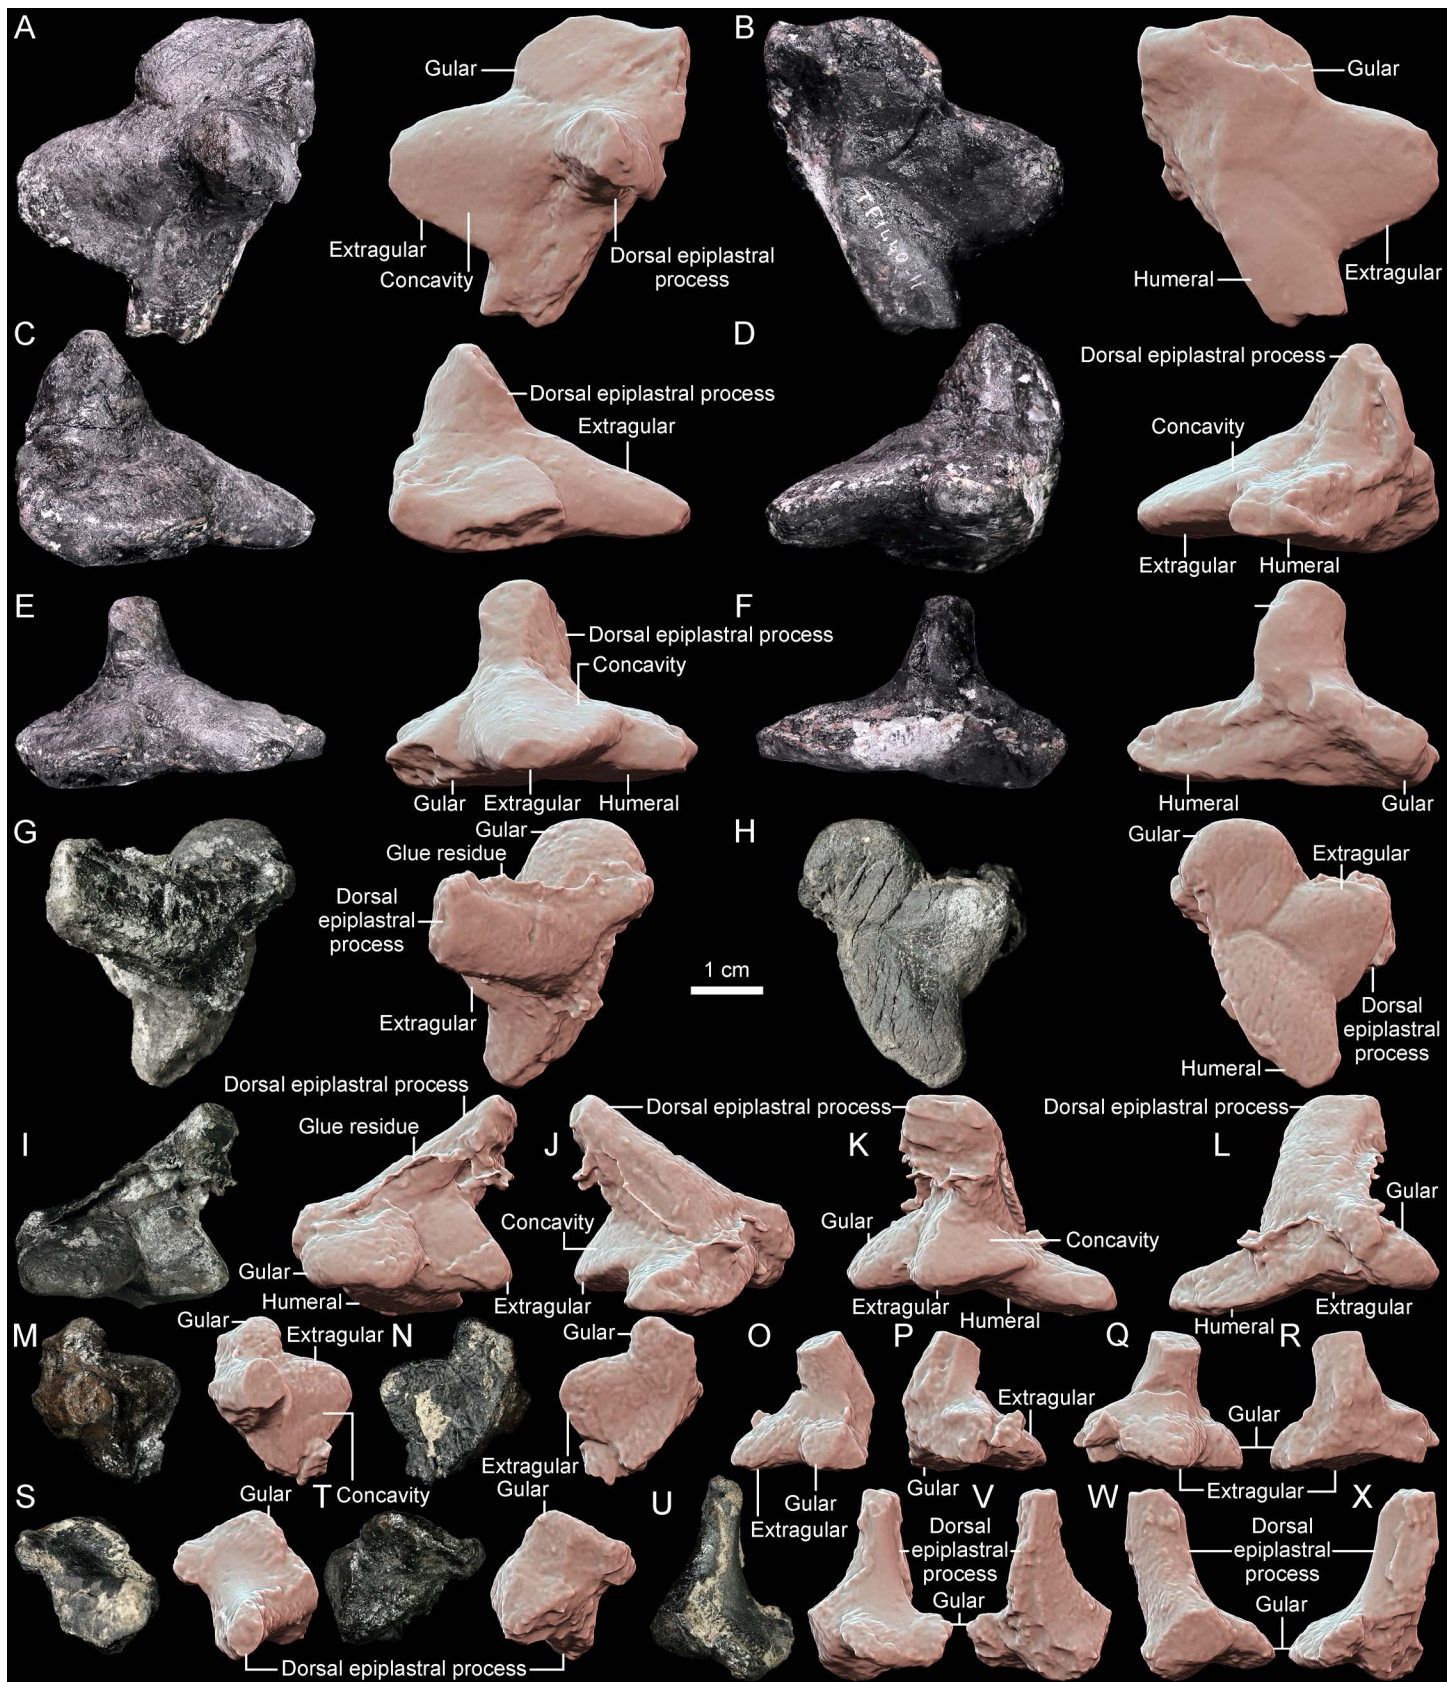 A
Gular
Extragular
Concavity
Dorsal epiplastral
process
B
TF1440-11
Gular
Humeral
Extragular
C
Dorsal epiplastral process
Extragular
D
Dorsal epiplastral process
Concavity
Extragular
Humeral
E
Dorsal epiplastral process
Concavity
Gular
Extragular
Humeral
F
Humeral
Gular
G
Gular
Glue residue
Dorsal
epiplastral
process
Extragular
1 cm
H
Gular
Extragular
Dorsal
epiplastral
process
Humeral
I
Dorsal epiplastral process
Glue residue
Gular
Humeral
Extragular
J
Dorsal epiplastral process
Concavity
K
Gular
Concavity
Extragular
Humeral
L
Dorsal epiplastral process
Gular
Extragular
Humeral
M
Gular
Extragular
Concavity
N
Gular
Extragular
O
Gular
Extragular
P
Extragular
Gular
Q
Gular
Extragular
R
S
Gular
T
Gular
Dorsal epiplastral process
U
V
Dorsal
epiplastral
process
Gular
W
Dorsal
epiplastral
process
Gular
X